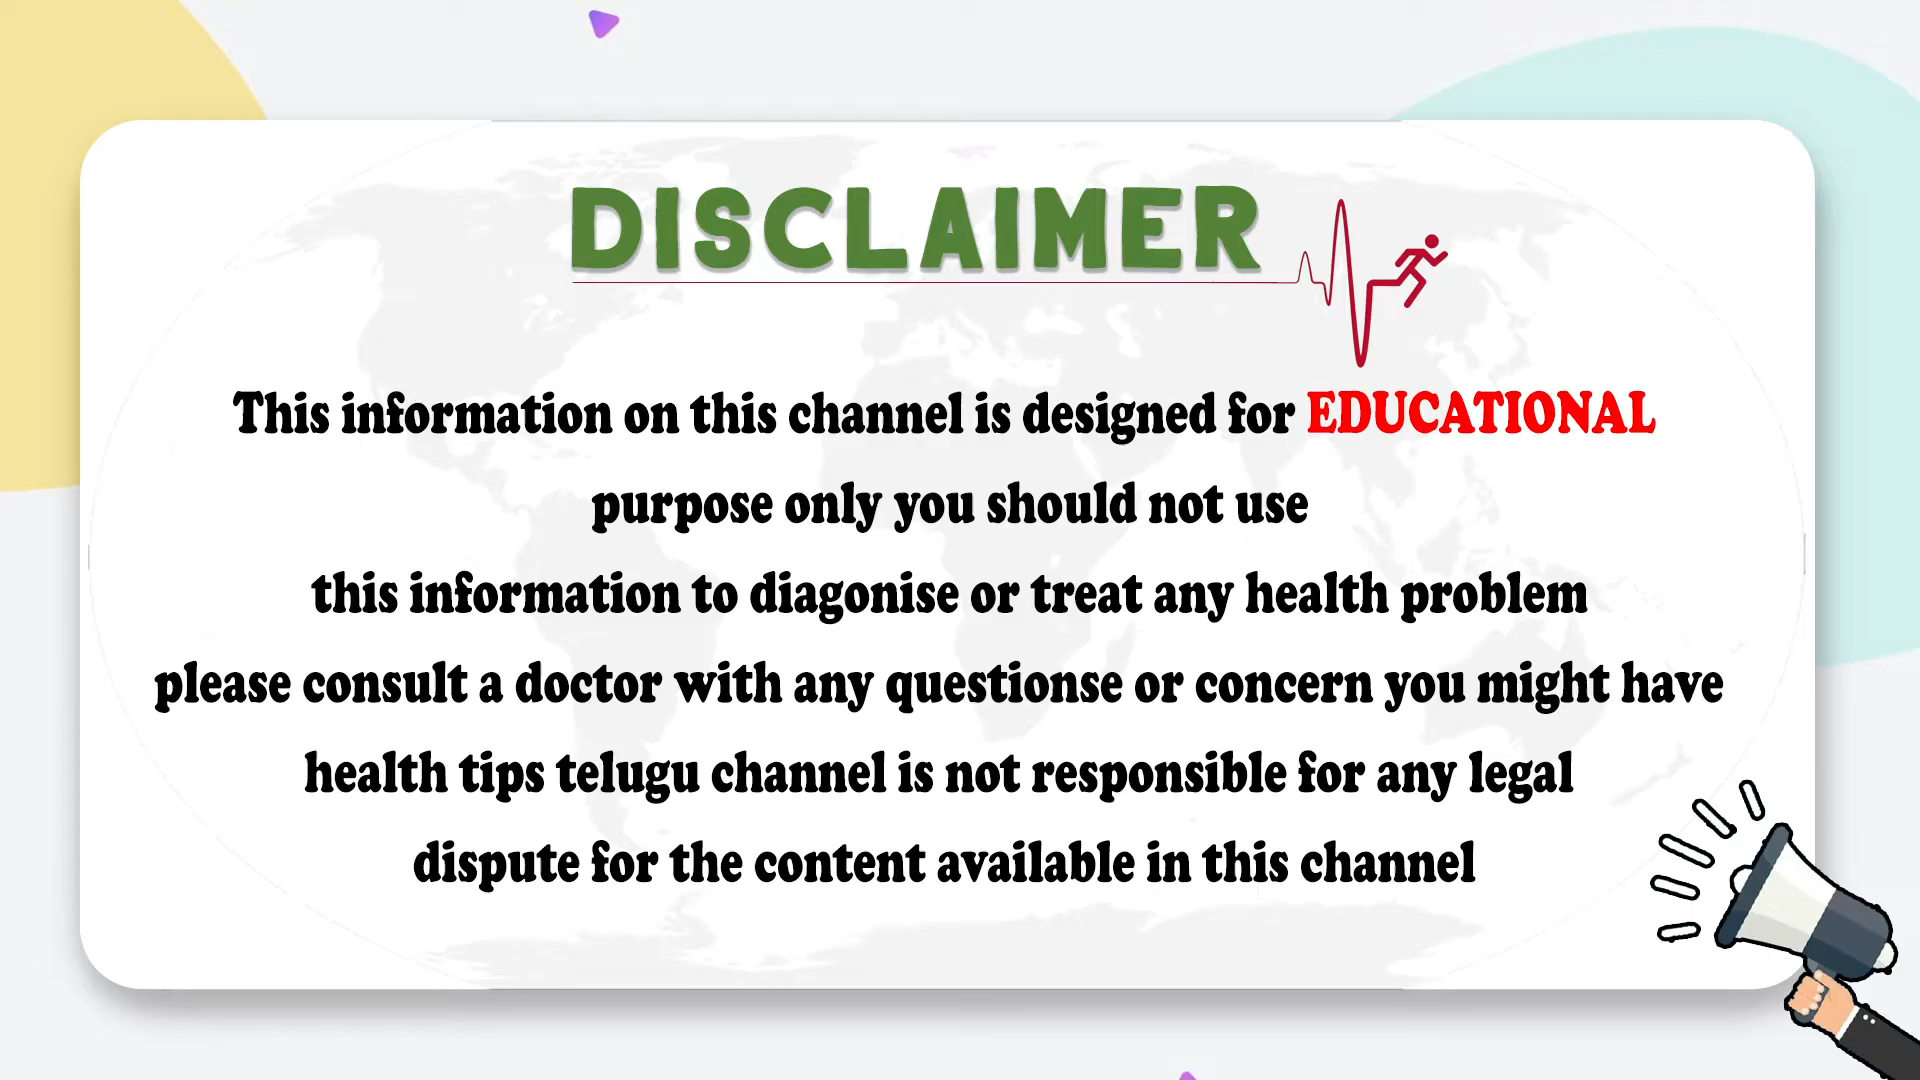 DISCLAIMER
This information on this channel is designed for EDUCATIONAL
purpose only you should not use
this information to diagonise or treat any health problem
please consult a doctor with any questionse or concern you might have
health tips telugu channel is not responsible for any legal
dispute for the content available in this channel